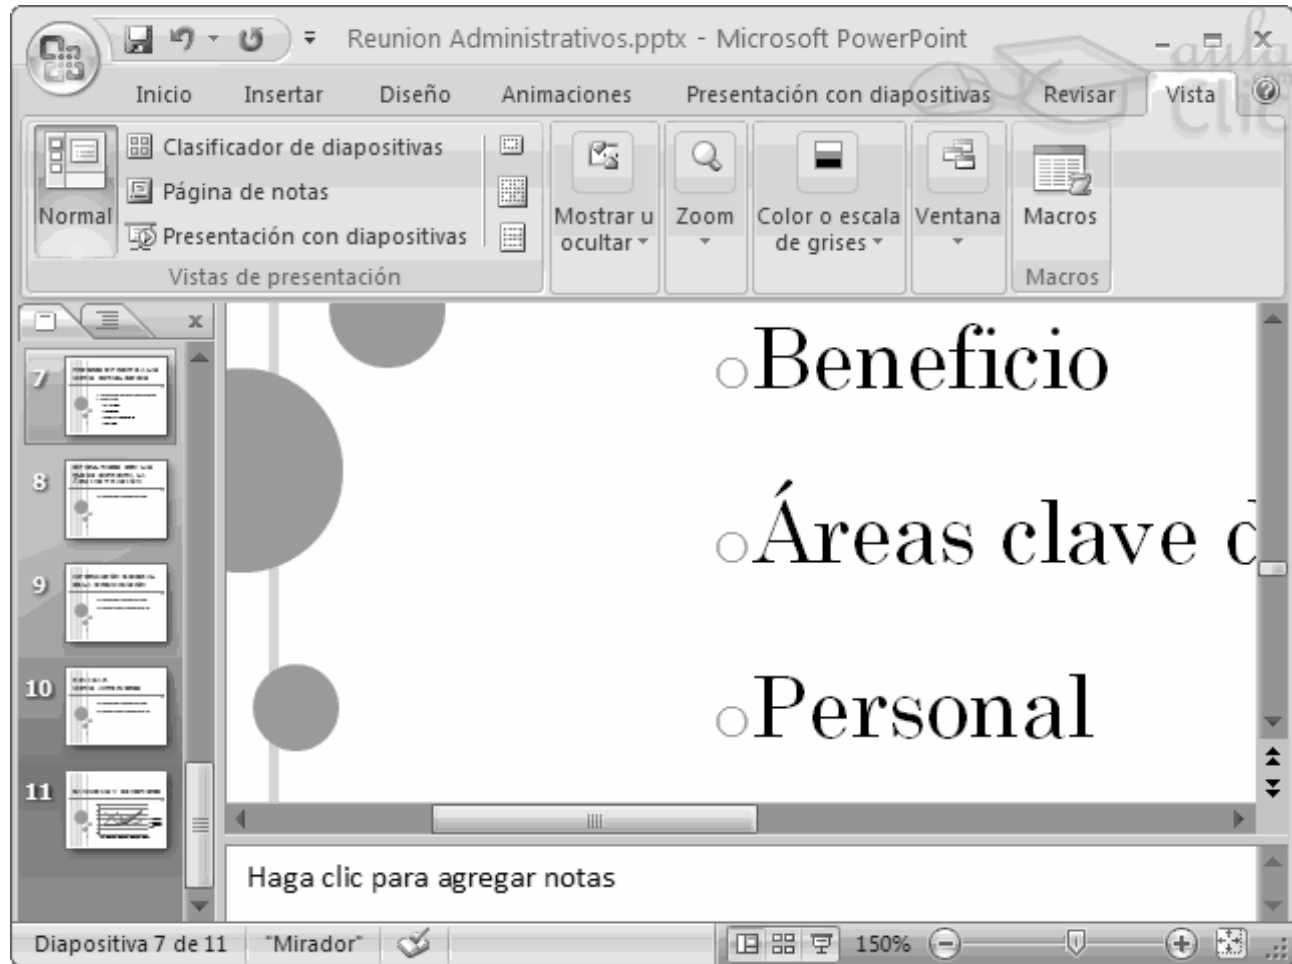 Reunion Administrativos.pptx - Microsoft PowerPoint
aula
clic
.com
Inicio Insertar Diseño Animaciones Presentación con diapositivas Revisar Vista
Normal
Clasificador de diapositivas
Página de notas
Presentación con diapositivas
Vistas de presentación
Mostrar u
ocultar
Zoom
Color o escala
de grises
Ventana
Macros
Macros
7
8
9
10
11
Beneficio
Áreas clave d
Personal
Haga clic para agregar notas
Diapositiva 7 de 11 "Mirador" 150%